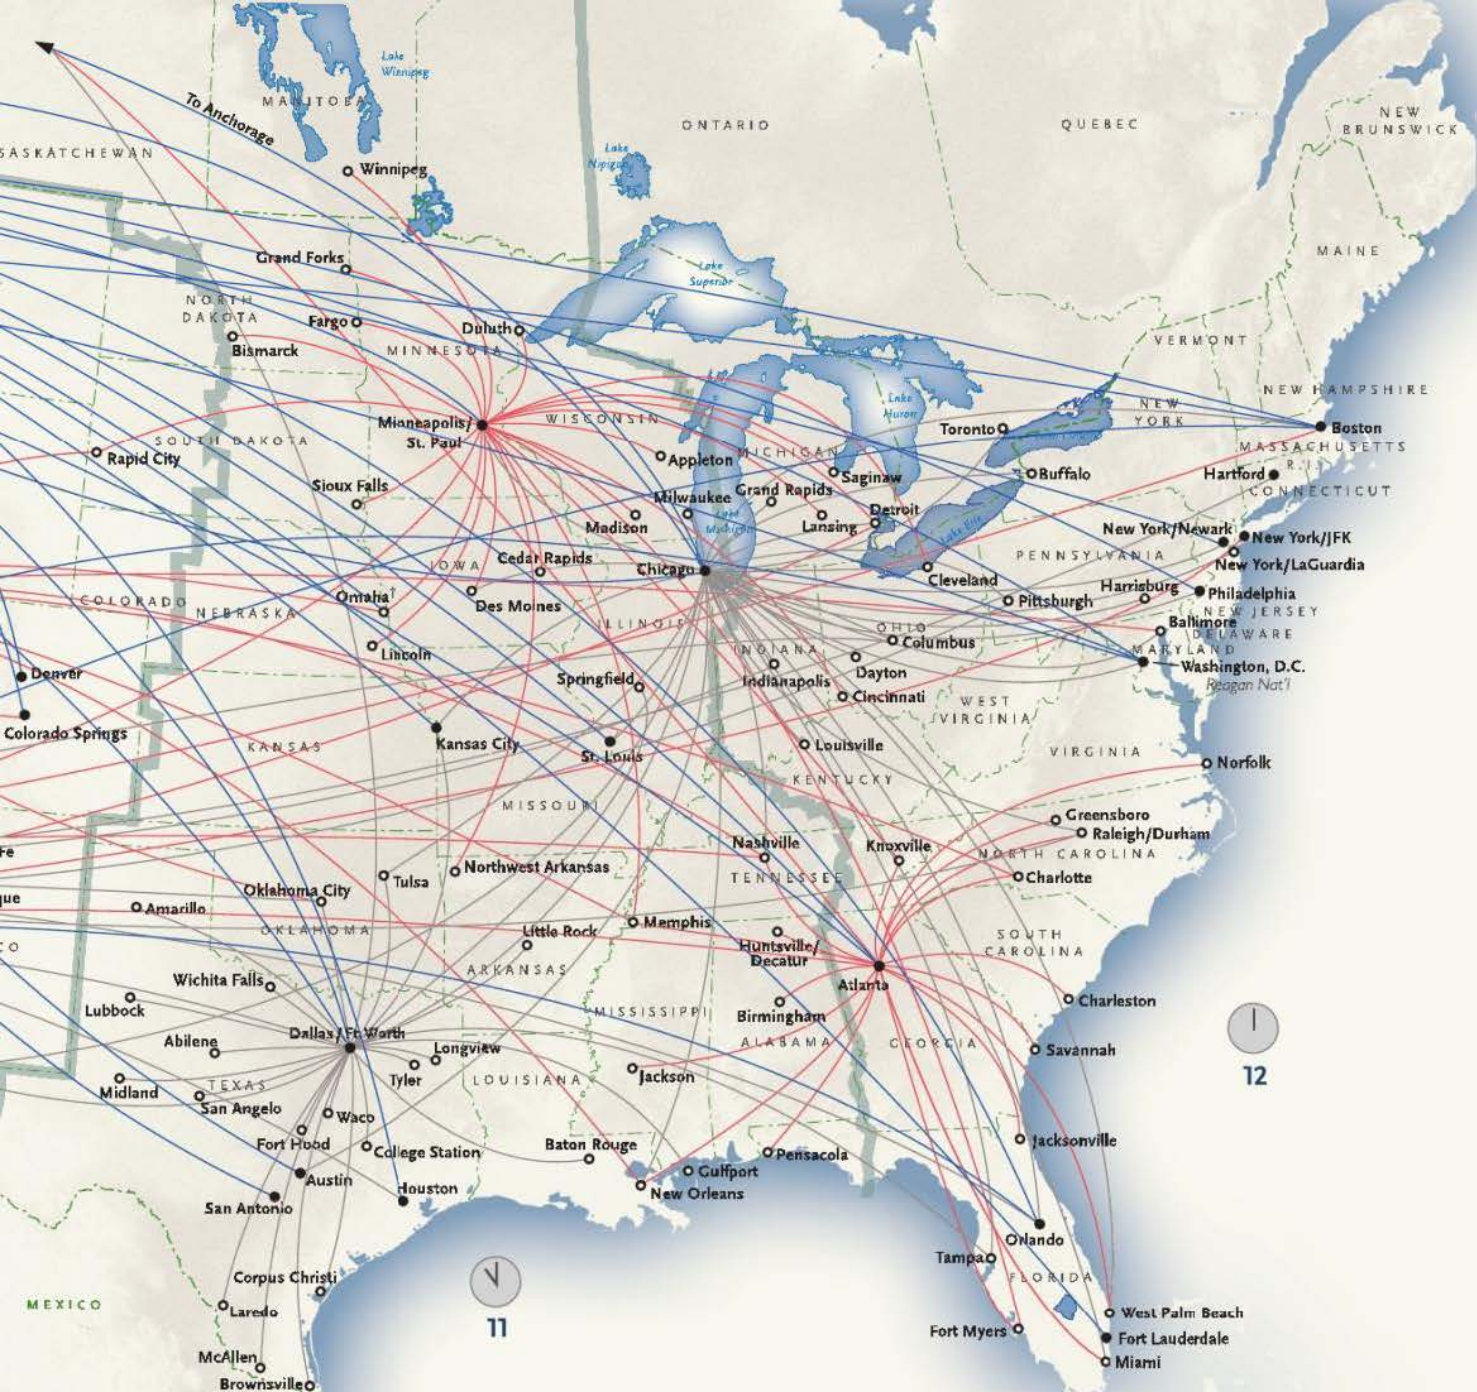 Lake
Winnipeg
MANITOBA
To Anchorage
ONTARIO
QUEBEC
NEW
BRUNSWICK
SASKATCHEWAN
Lake
Nipigon
Winnipeg
MAINE
Grand Forks
Lake
Superior
NORTH
DAKOTA
Fargo
Duluth
VERMONT
Bismarck
MINNESOTA
NEW HAMPSHIRE
Lake
Huron
NEW
YORK
Minneapolis/
St. Paul
WISCONSIN
Toronto
Boston
SOUTH DAKOTA
Rapid City
Appleton
MICHIGAN
MASSACHUSETTS
R.I.
Saginaw
Buffalo
Hartford
CONNECTICUT
Sioux Falls
Milwaukee
Grand Rapids
Lake
Michigan
Madison
Lansing
Detroit
Lake Erie
New York/Newark
New York/JFK
PENNSYLVANIA
New York/LaGuardia
IOWA
Cedar Rapids
Chicago
Cleveland
Omaha†
Des Moines
Pittsburgh
Harrisburg
Philadelphia
COLORADO
NEBRASKA
NEW JERSEY
ILLINOIS
OHIO
Columbus
Baltimore
DELAWARE
MARYLAND
Lincoln
INDIANA
Washington, D.C.
Reagan Nat'l
Denver
Springfield
Indianapolis
Dayton
Cincinnati
WEST
VIRGINIA
Colorado Springs
Kansas City
St. Louis
Louisville
KANSAS
VIRGINIA
Norfolk
KENTUCKY
MISSOURI
Greensboro
Raleigh/Durham
Fe
Nashville
Knoxville
NORTH CAROLINA
Northwest Arkansas
TENNESSEE
Charlotte
Tulsa
que
Oklahoma City
Amarillo
OKLAHOMA
Memphis
CO
Little Rock
Huntsville/
Decatur
SOUTH
CAROLINA
ARKANSAS
Wichita Falls
Atlanta
Lubbock
Charleston
MISSISSIPPI
Birmingham
Dallas/Ft. Worth
Abilene
ALABAMA
GEORGIA
Savannah
Longview
Midland
TEXAS
Tyler
LOUISIANA
Jackson
12
San Angelo
Waco
Fort Hood
College Station
Baton Rouge
Pensacola
Jacksonville
Austin
Gulfport
Houston
New Orleans
San Antonio
Orlando
Tampa
Corpus Christi
FLORIDA
MEXICO
Laredo
11
West Palm Beach
Fort Myers
Fort Lauderdale
McAllen
Miami
Brownsville